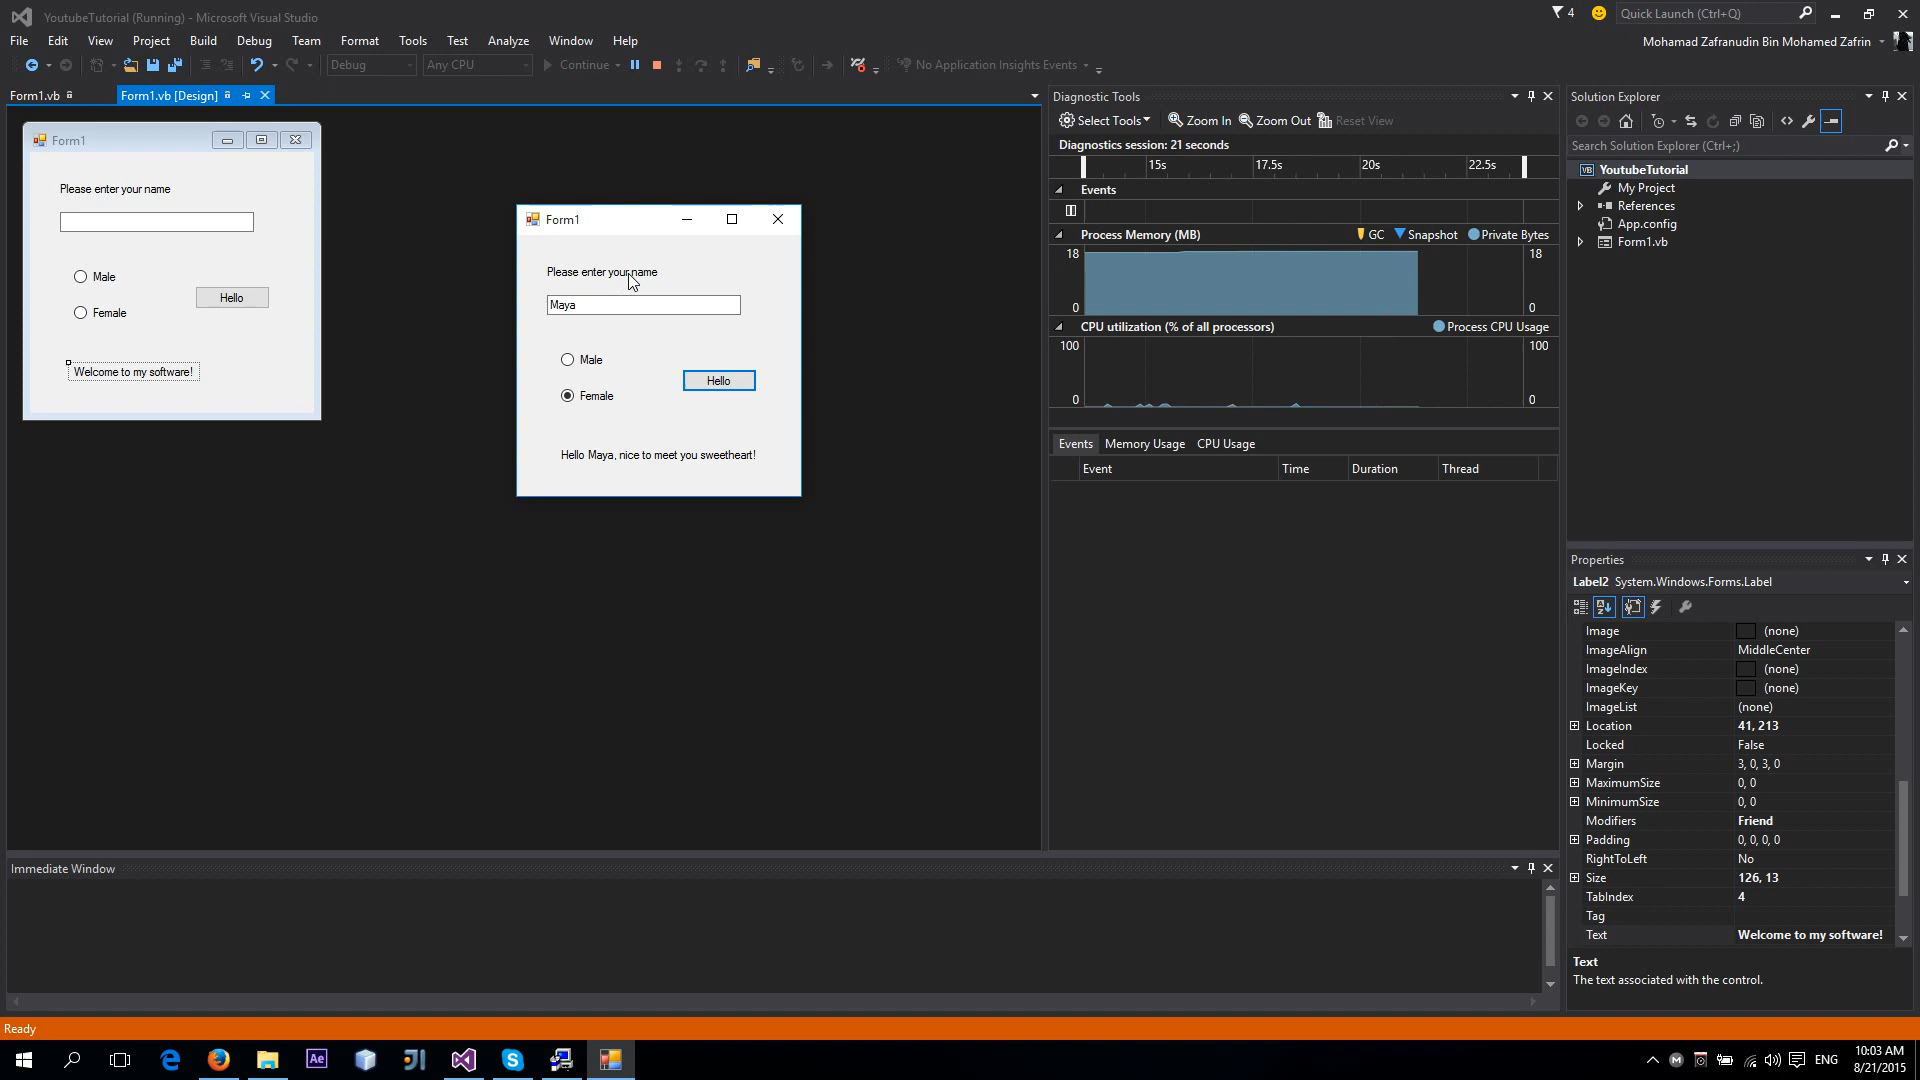 YoutubeTutorial (Running) - Microsoft Visual Studio
4
Quick Launch (Ctrl+Q)
File Edit View Project Build Debug Team Format Tools Test Analyze Window Help
Mohamad Zafranudin Bin Mohamed Zafrin
Debug Any CPU Continue No Application Insights Events
Form1.vb Form1.vb [Design]
Form1
Please enter your name
Male
Hello
Female
Welcome to my software!
Form1
Please enter your name
Maya
Male
Hello
Female
Hello Maya, nice to meet you sweetheart!
Diagnostic Tools
Select Tools Zoom In Zoom Out Reset View
Diagnostics session: 21 seconds
15s 17.5s 20s 22.5s
Events
Process Memory (MB) GC Snapshot Private Bytes
18 18
0 0
CPU utilization (% of all processors) Process CPU Usage
100 100
0 0
Events Memory Usage CPU Usage
Event Time Duration Thread
Solution Explorer
Search Solution Explorer (Ctrl+;)
VB YoutubeTutorial
My Project
References
App.config
Form1.vb
Properties
Label2 System.Windows.Forms.Label
Image (none)
ImageAlign MiddleCenter
ImageIndex (none)
ImageKey (none)
ImageList (none)
Location 41, 213
Locked False
Margin 3, 0, 3, 0
MaximumSize 0, 0
MinimumSize 0, 0
Modifiers Friend
Padding 0, 0, 0, 0
RightToLeft No
Size 126, 13
TabIndex 4
Tag
Text Welcome to my software!
Text
The text associated with the control.
Immediate Window
Ready
Ae
ENG
10:03 AM
8/21/2015